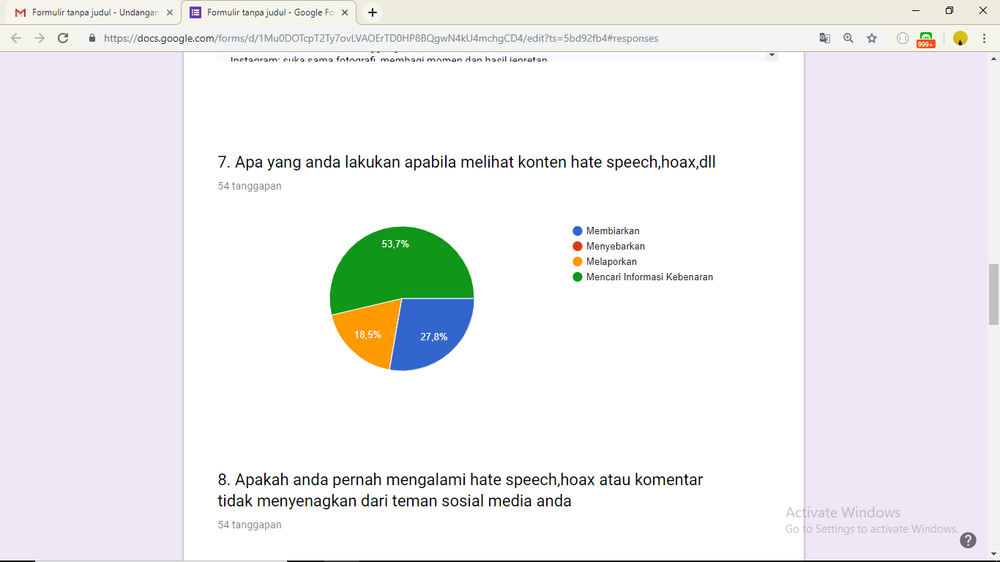 Formulir tanpa judul - Undangan
Formulir tanpa judul - Google Fo
https://docs.google.com/forms/d/1Mu0DOTcpT2Ty7ovLVAOErTD0HP8BQgwN4kU4mchgCD4/edit?ts=5bd92fb4#responses
999+
Instagram: suka sama fotografi, membagi momen dan hasil jepretan
7. Apa yang anda lakukan apabila melihat konten hate speech,hoax,dll
54 tanggapan
53,7%
18,5%
27,8%
Membiarkan
Menyebarkan
Melaporkan
Mencari Informasi Kebenaran
8. Apakah anda pernah mengalami hate speech,hoax atau komentar
tidak menyenagkan dari teman sosial media anda
54 tanggapan
Activate Windows
Go to Settings to activate Windows.